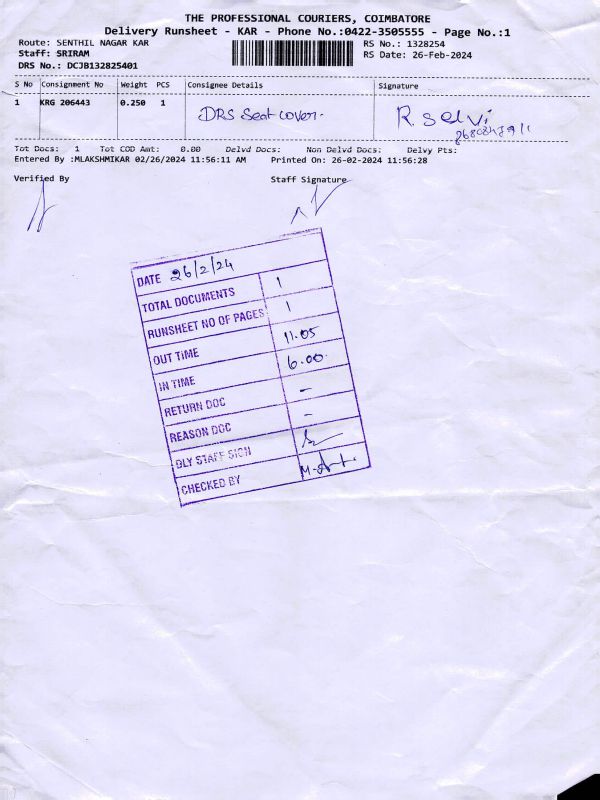 THE PROFESSIONAL COURIERS, COIMBATORE
Delivery Runsheet - KAR - Phone No.:0422-3505555 - Page No.:1
Route: SENTHIL NAGAR KAR RS No.: 1328254
Staff: SRIRAM RS Date: 26-Feb-2024
DRS No.: DCJB132825401
S No Consignment No Weight PCS Consignee Details Signature
1 KRG 206443 0.250 1 DRS Seat cover. R. Selvi
Tot Docs: 1 Tot COD Amt: 0.00 Delvd Docs: Non Delvd Docs: Delvy Pts:
Entered By :MLAKSHMIKAR 02/26/2024 11:56:11 AM Printed On: 26-02-2024 11:56:28
Verified By Staff Signature
DATE 26/2/24
TOTAL DOCUMENTS 1
RUNSHEET NO OF PAGES 1
OUT TIME 11.05
IN TIME 6.00
RETURN DOC -
REASON DOC -
DLY STAFF SIGN
CHECKED BY